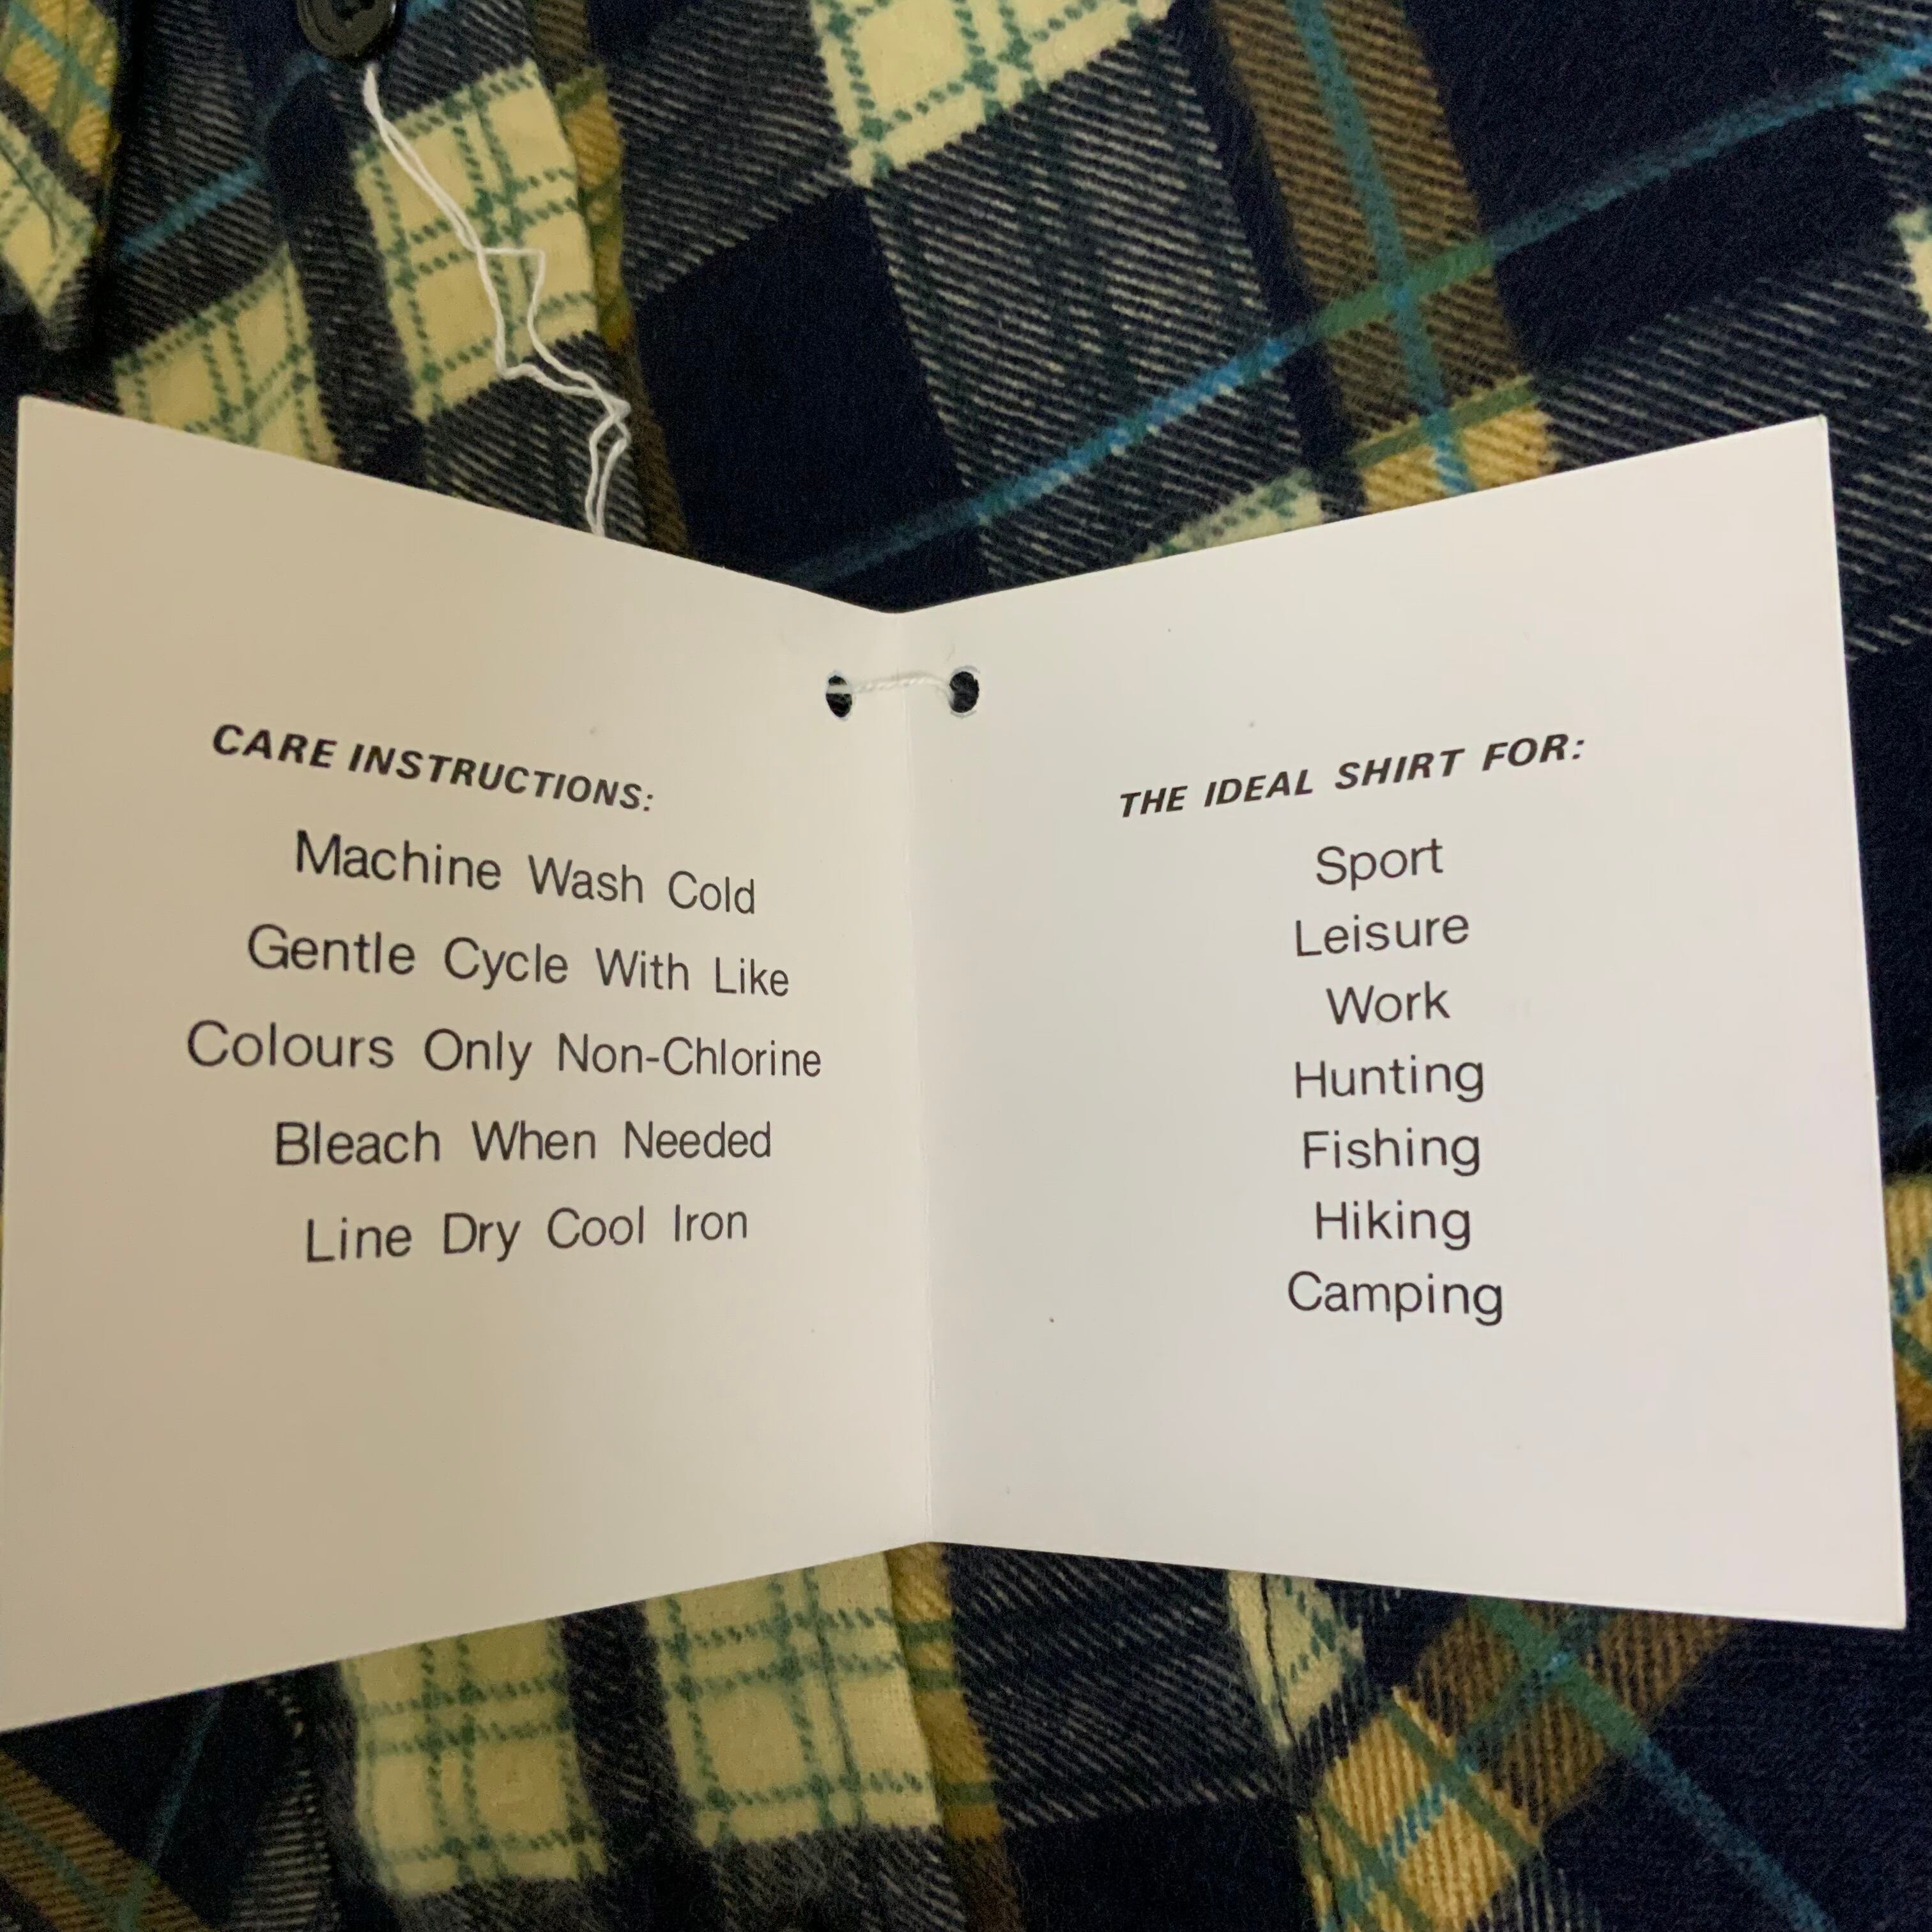 CARE INSTRUCTIONS:
Machine Wash Cold
Gentle Cycle With Like
Colours Only Non-Chlorine
Bleach When Needed
Line Dry Cool Iron
THE IDEAL SHIRT FOR:
Sport
Leisure
Work
Hunting
Fishing
Hiking
Camping